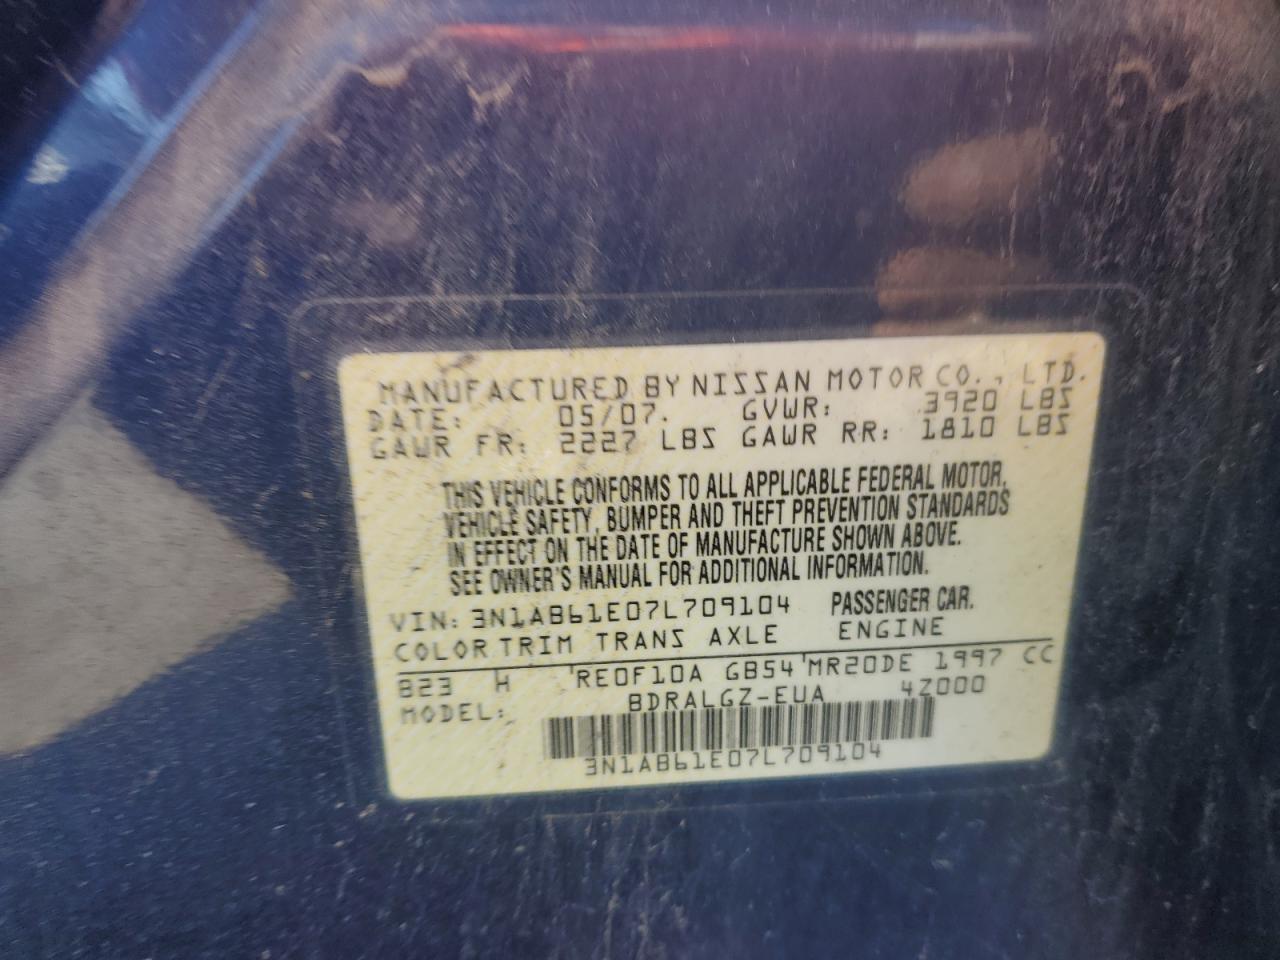 MANUFACTURED BY NISSAN MOTOR CO., LTD.
DATE: 05/07. GVWR: 3920 LBS
GAWR FR: 2227 LBS GAWR RR: 1810 LBS
THIS VEHICLE CONFORMS TO ALL APPLICABLE FEDERAL MOTOR,
VEHICLE SAFETY, BUMPER AND THEFT PREVENTION STANDARDS
IN EFFECT ON THE DATE OF MANUFACTURE SHOWN ABOVE.
SEE OWNER'S MANUAL FOR ADDITIONAL INFORMATION.
VIN: 3N1AB61E07L709104 PASSENGER CAR.
COLOR TRIM TRANS AXLE ENGINE
B23 H RE0F10A GB54 MR20DE 1997 CC
MODEL: BDRALGZ-EUA 4Z000
3N1AB61E07L709104